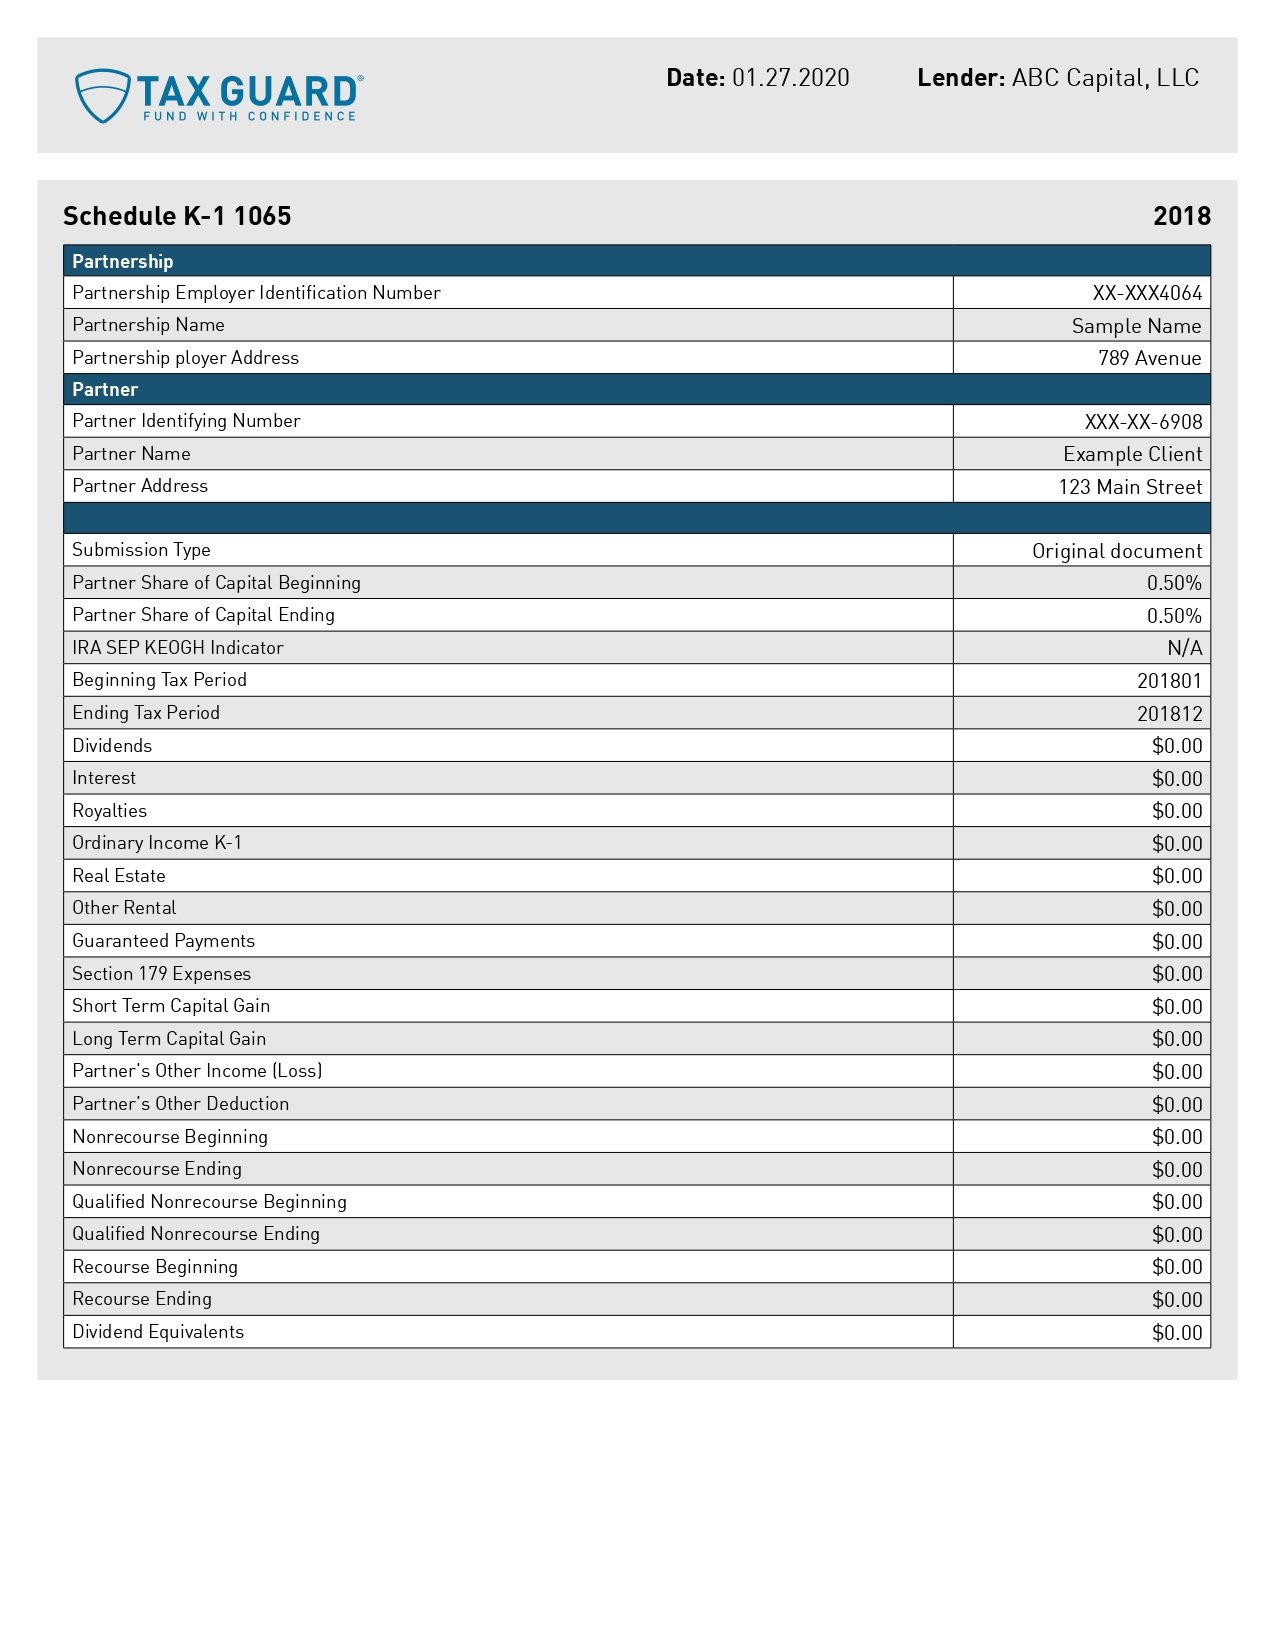 TAX GUARD®
FUND WITH CONFIDENCE
Date: 01.27.2020 Lender: ABC Capital, LLC
Schedule K-1 1065 2018
Partnership
Partnership Employer Identification Number XX-XXX4064
Partnership Name Sample Name
Partnership ployer Address 789 Avenue
Partner
Partner Identifying Number XXX-XX-6908
Partner Name Example Client
Partner Address 123 Main Street
Submission Type Original document
Partner Share of Capital Beginning 0.50%
Partner Share of Capital Ending 0.50%
IRA SEP KEOGH Indicator N/A
Beginning Tax Period 201801
Ending Tax Period 201812
Dividends $0.00
Interest $0.00
Royalties $0.00
Ordinary Income K-1 $0.00
Real Estate $0.00
Other Rental $0.00
Guaranteed Payments $0.00
Section 179 Expenses $0.00
Short Term Capital Gain $0.00
Long Term Capital Gain $0.00
Partner's Other Income (Loss) $0.00
Partner's Other Deduction $0.00
Nonrecourse Beginning $0.00
Nonrecourse Ending $0.00
Qualified Nonrecourse Beginning $0.00
Qualified Nonrecourse Ending $0.00
Recourse Beginning $0.00
Recourse Ending $0.00
Dividend Equivalents $0.00